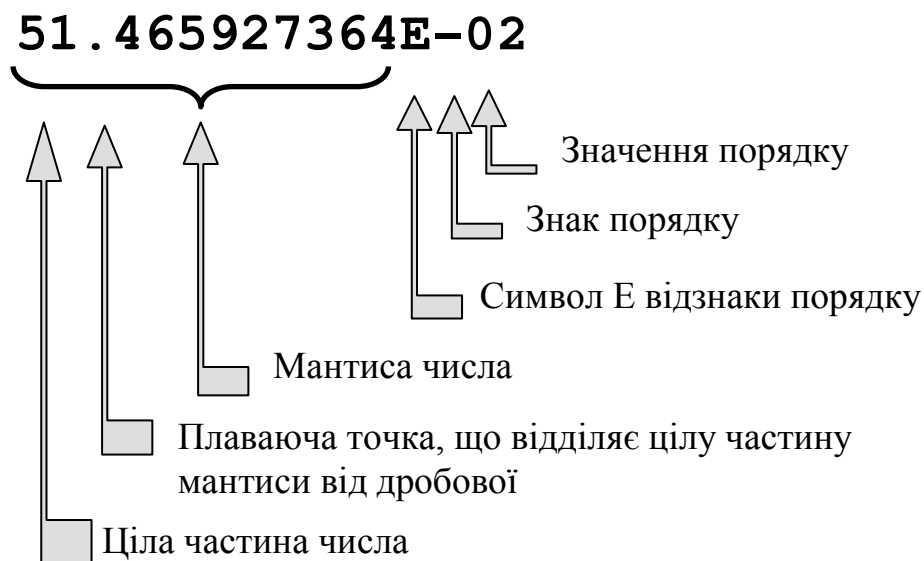 51.465927364E–02
Значення порядку
Знак порядку
Символ Е відзнаки порядку
Мантиса числа
Плаваюча точка, що відділяє цілу частину
мантиси від дробової
Ціла частина числа